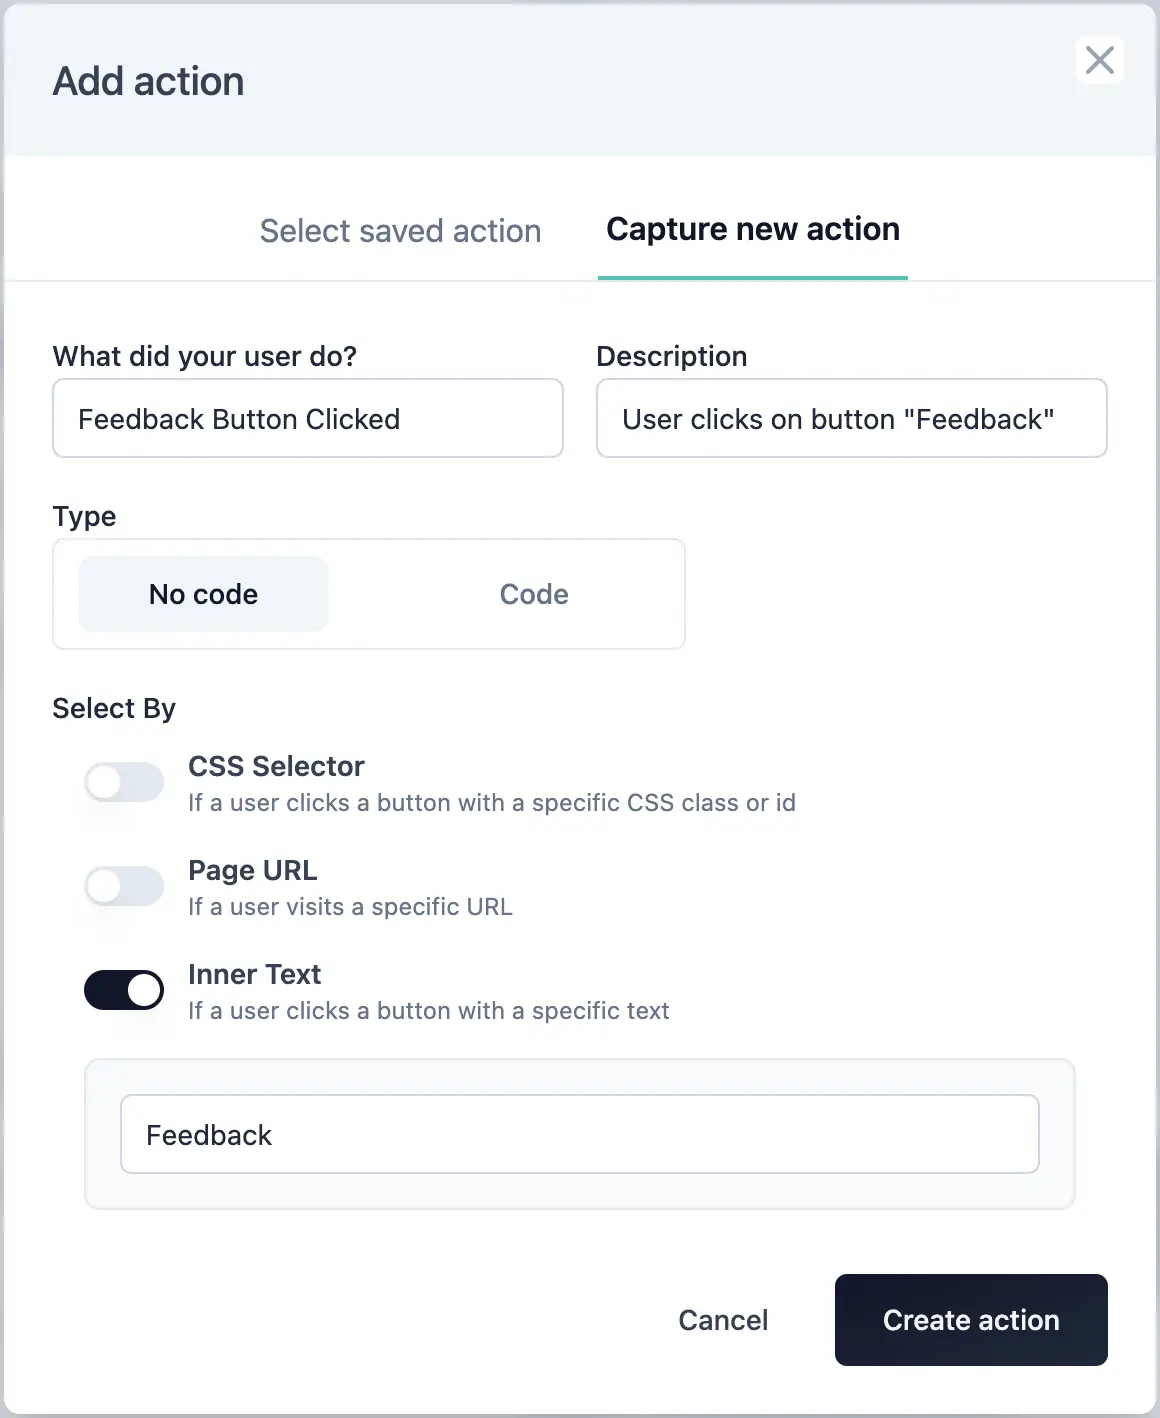 Add action
Select saved action
Capture new action
What did your user do?
Description
Feedback Button Clicked
User clicks on button "Feedback"
Type
No code
Code
Select By
CSS Selector
If a user clicks a button with a specific CSS class or id
Page URL
If a user visits a specific URL
Inner Text
If a user clicks a button with a specific text
Feedback
Cancel
Create action